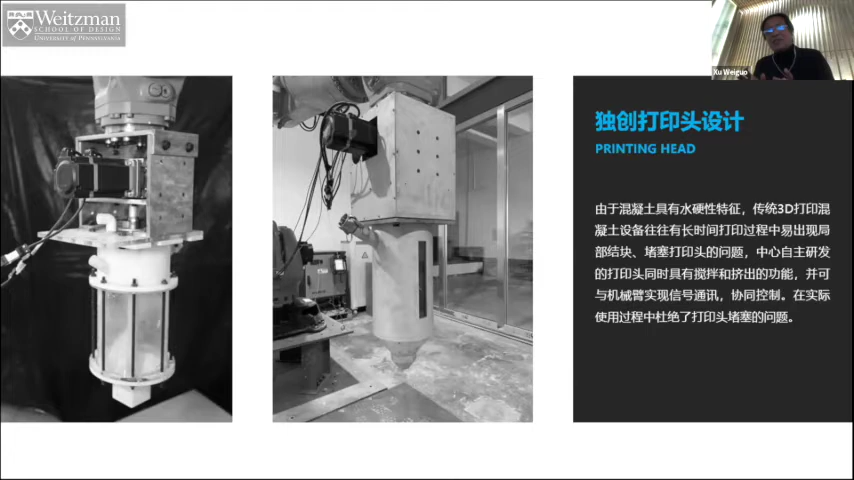 Weitzman
SCHOOL OF DESIGN
UNIVERSITY of PENNSYLVANIA
Xu Weiguo
独创打印头设计
PRINTING HEAD
由于混凝土具有水硬性特征，传统3D打印混
凝土设备往往有长时间打印过程中易出现局
部结块、堵塞打印头的问题，中心自主研发
的打印头同时具有搅拌和挤出的功能，并可
与机械臂实现信号通讯，协同控制。在实际
使用过程中杜绝了打印头堵塞的问题。